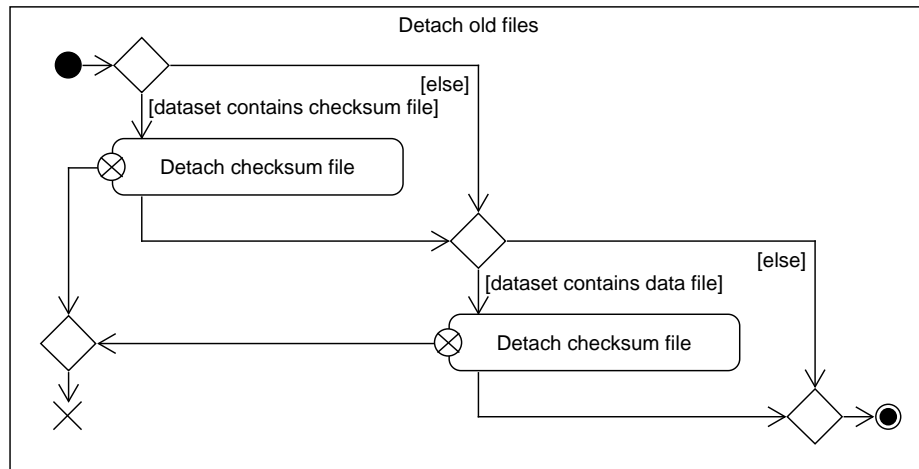 Detach old files
[else]
[dataset contains checksum file]
Detach checksum file
[else]
[dataset contains data file]
Detach checksum file